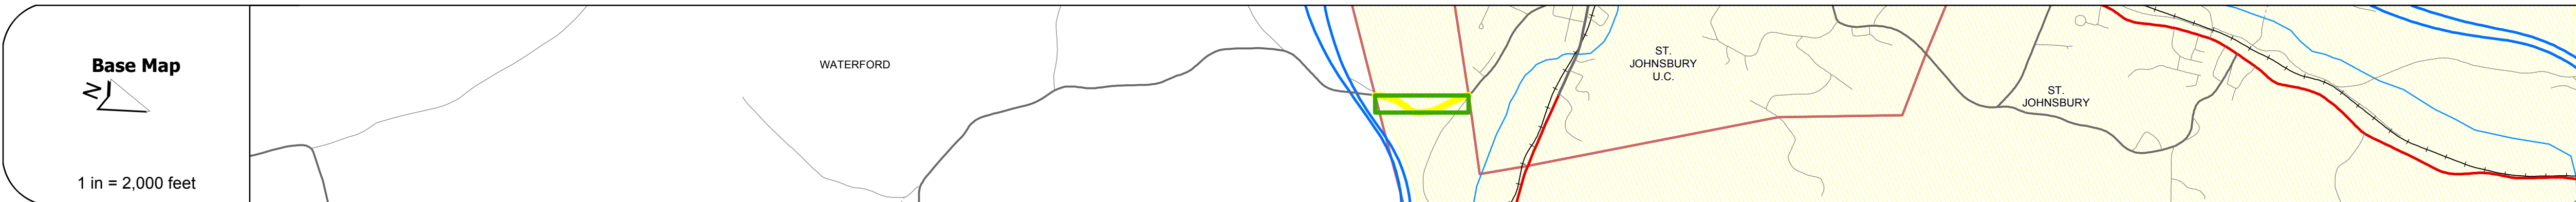 Base Map
N
1 in = 2,000 feet
WATERFORD
ST.
JOHNSBURY
U.C.
ST.
JOHNSBURY